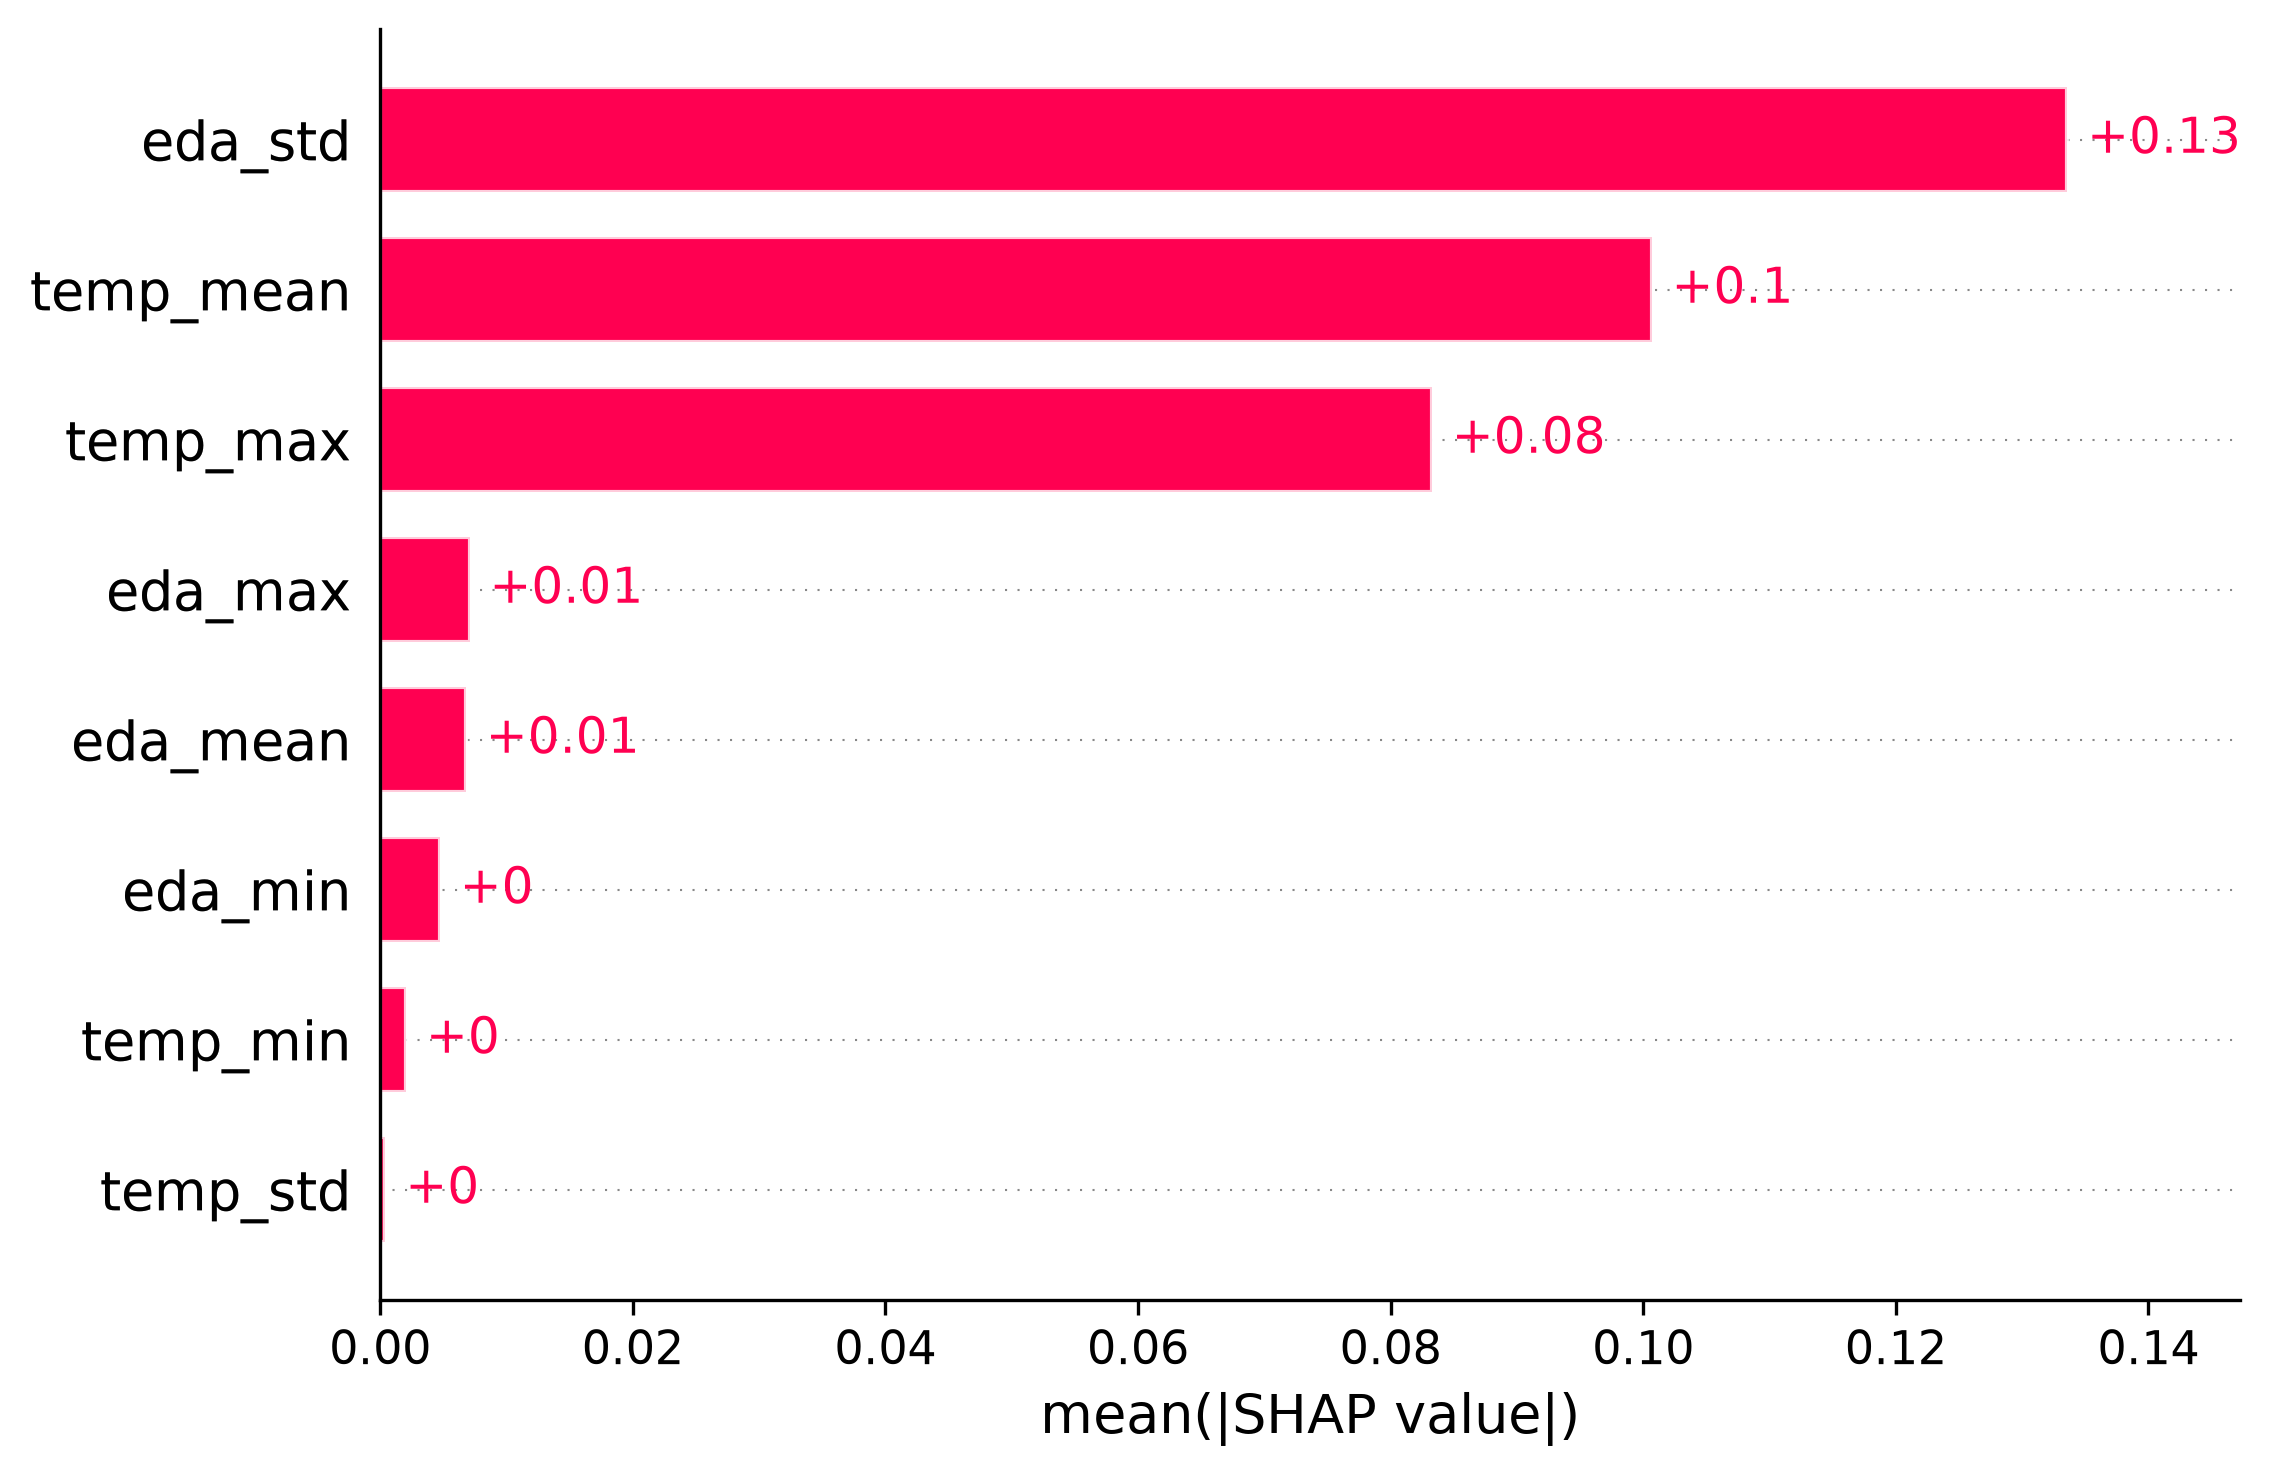 eda_std +0.13
temp_mean +0.1
temp_max +0.08
eda_max +0.01
eda_mean +0.01
eda_min +0
temp_min +0
temp_std +0
0.00 0.02 0.04 0.06 0.08 0.10 0.12 0.14
mean(|SHAP value|)